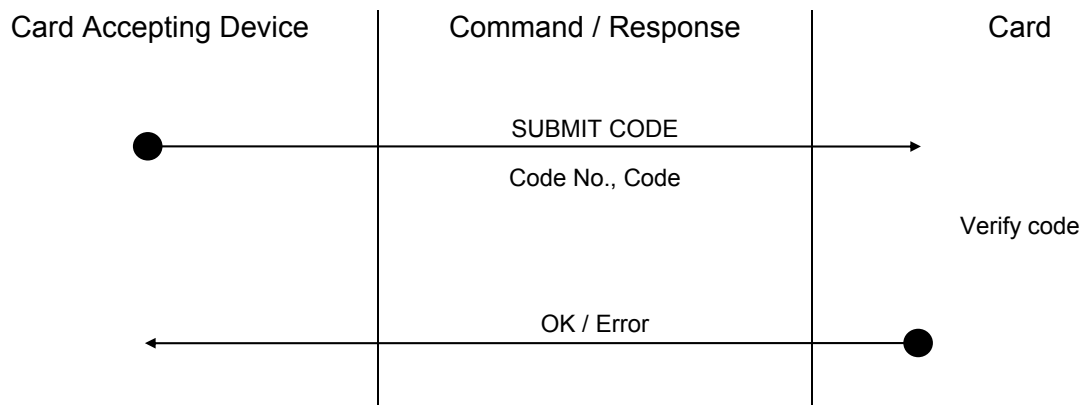 Card Accepting Device
Command / Response
Card
SUBMIT CODE
Code No., Code
Verify code
OK / Error